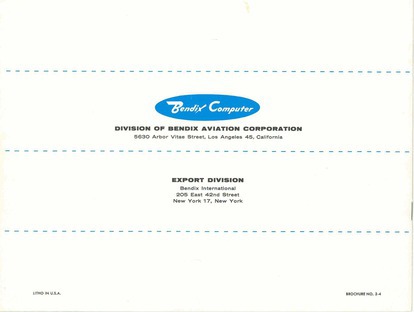 Bendix Computer
DIVISION OF BENDIX AVIATION CORPORATION
5630 Arbor Vitae Street, Los Angeles 45, California
EXPORT DIVISION
Bendix International
205 East 42nd Street
New York 17, New York
LITHO IN U.S.A.
BROCHURE NO. 3-4